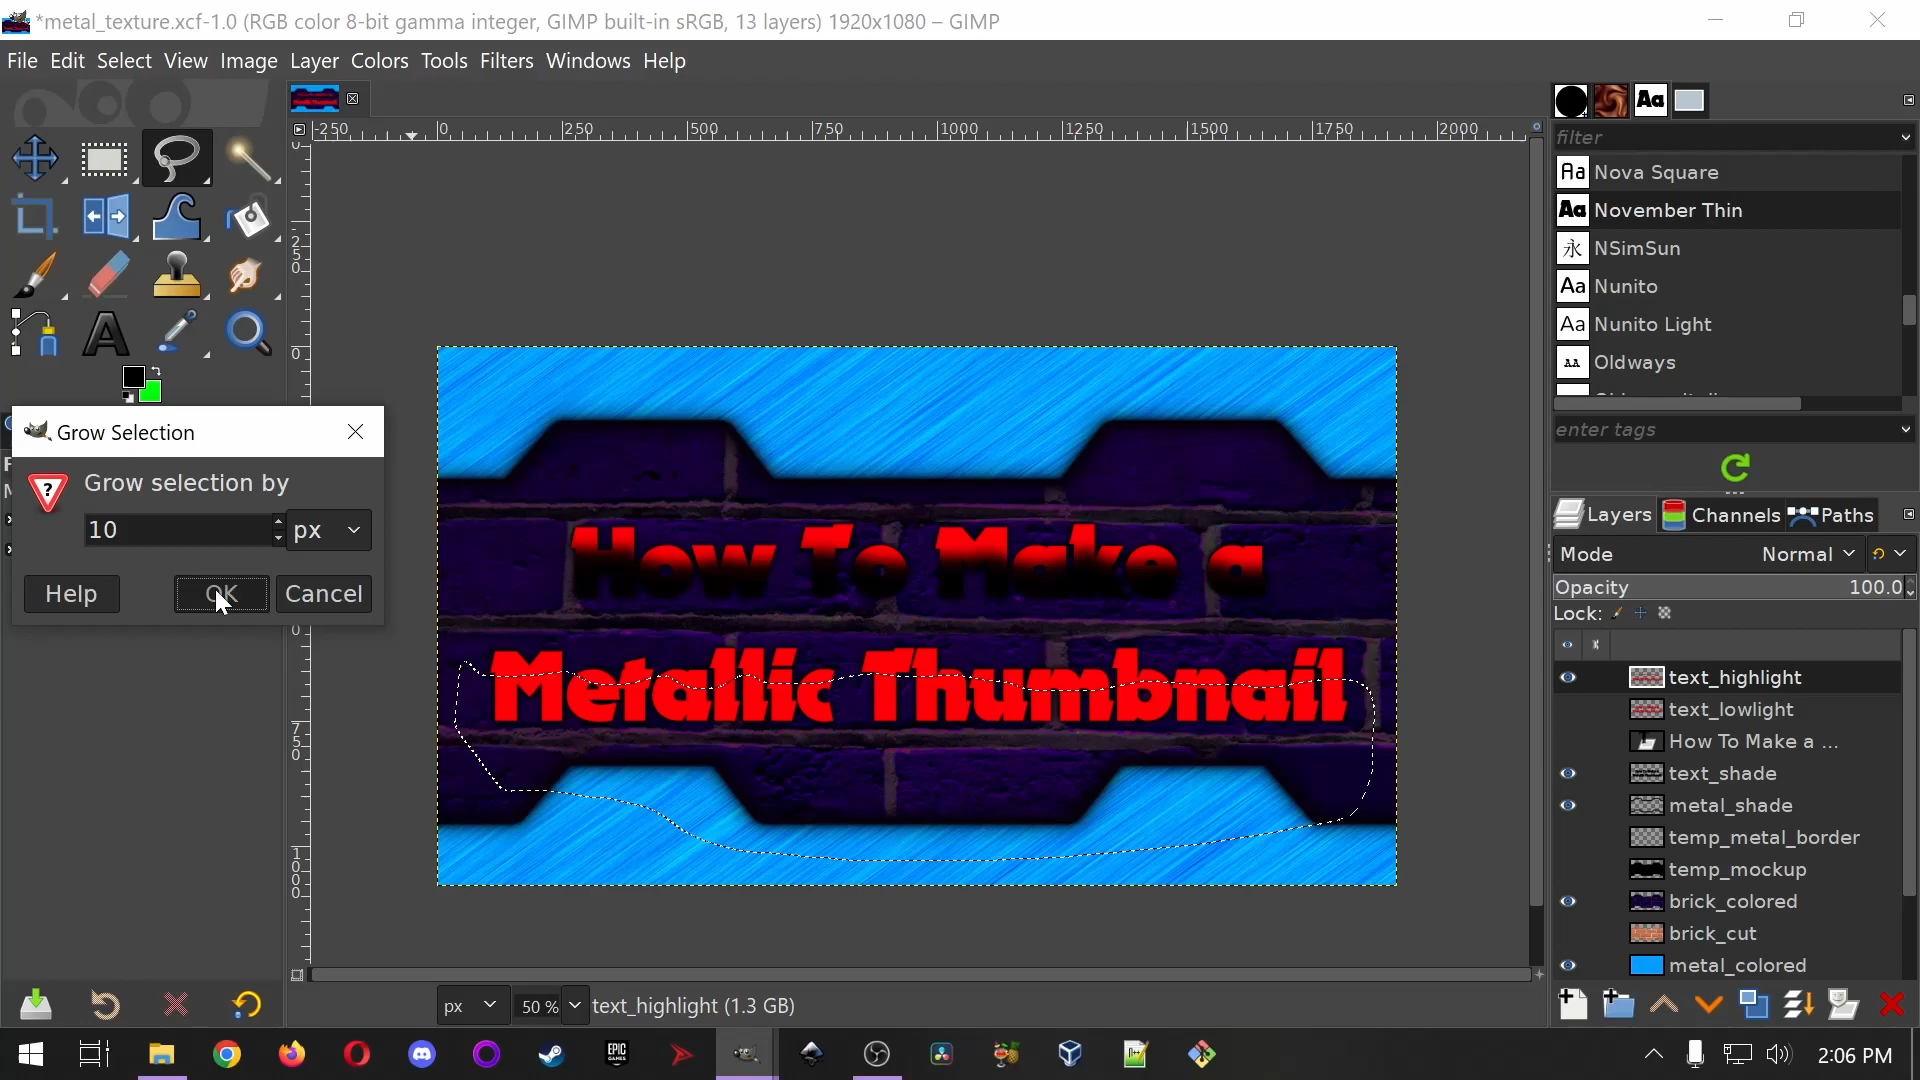 *metal_texture.xcf-1.0 (RGB color 8-bit gamma integer, GIMP built-in sRGB, 13 layers) 1920x1080 – GIMP
File Edit Select View Image Layer Colors Tools Filters Windows Help
-250 0 250 500 750 1000 1250 1500 1750 2000
filter
Nova Square
November Thin
NSimSun
Nunito
Nunito Light
Oldways
enter tags
Grow Selection
Grow selection by
10 px
Help OK Cancel
How To Make a
Metallic Thumbnail
Layers Channels Paths
Mode Normal
Opacity 100.0
Lock:
text_highlight
text_lowlight
How To Make a ...
text_shade
metal_shade
temp_metal_border
temp_mockup
brick_colored
brick_cut
metal_colored
px 50 % text_highlight (1.3 GB)
EPIC GAMES
2:06 PM